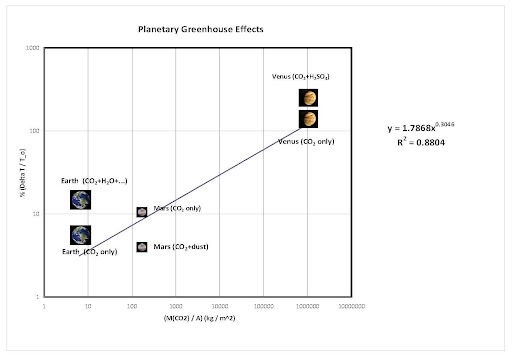 Planetary Greenhouse Effects
1000
100
10
1
% (Delta T / T_o)
Venus (CO₂+H₂SO₄)
Venus (CO₂ only)
Earth (CO₂+H₂O+...)
Mars (CO₂ only)
Earth (CO₂ only)
Mars (CO₂+dust)
1 10 100 1000 10000 100000 1000000 10000000
(M(CO2) / A) (kg / m^2)
y = 1.7868x^0.3046
R² = 0.8804